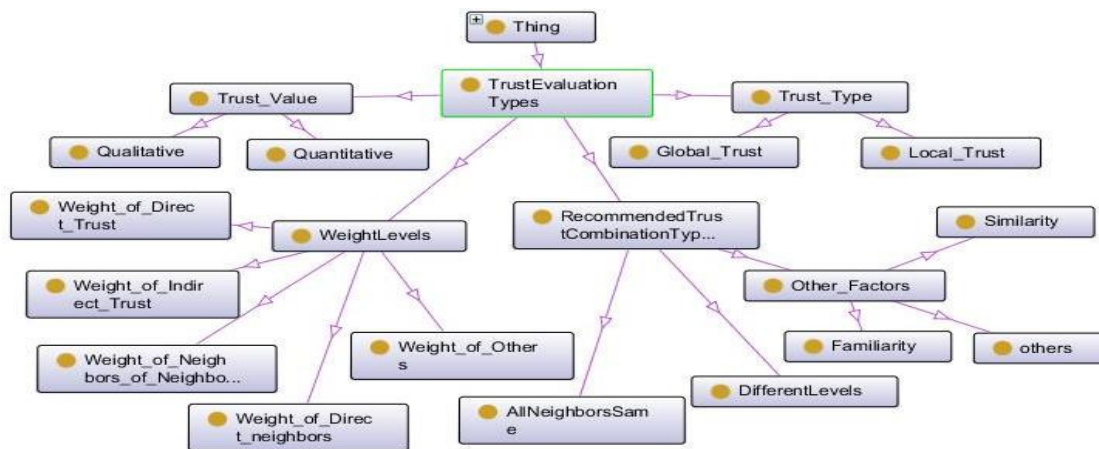 Thing
TrustEvaluation
Types
Trust_Value
Trust_Type
Qualitative
Quantitative
Global_Trust
Local_Trust
Weight_of_Direc
t_Trust
WeightLevels
RecommendedTrus
tCombinationTyp...
Similarity
Weight_of_Indir
ect_Trust
Other_Factors
Weight_of_Neigh
bors_of_Neighbo...
Weight_of_Other
s
Familiarity
others
Weight_of_Direc
t_neighbors
AllNeighborsSam
e
DifferentLevels